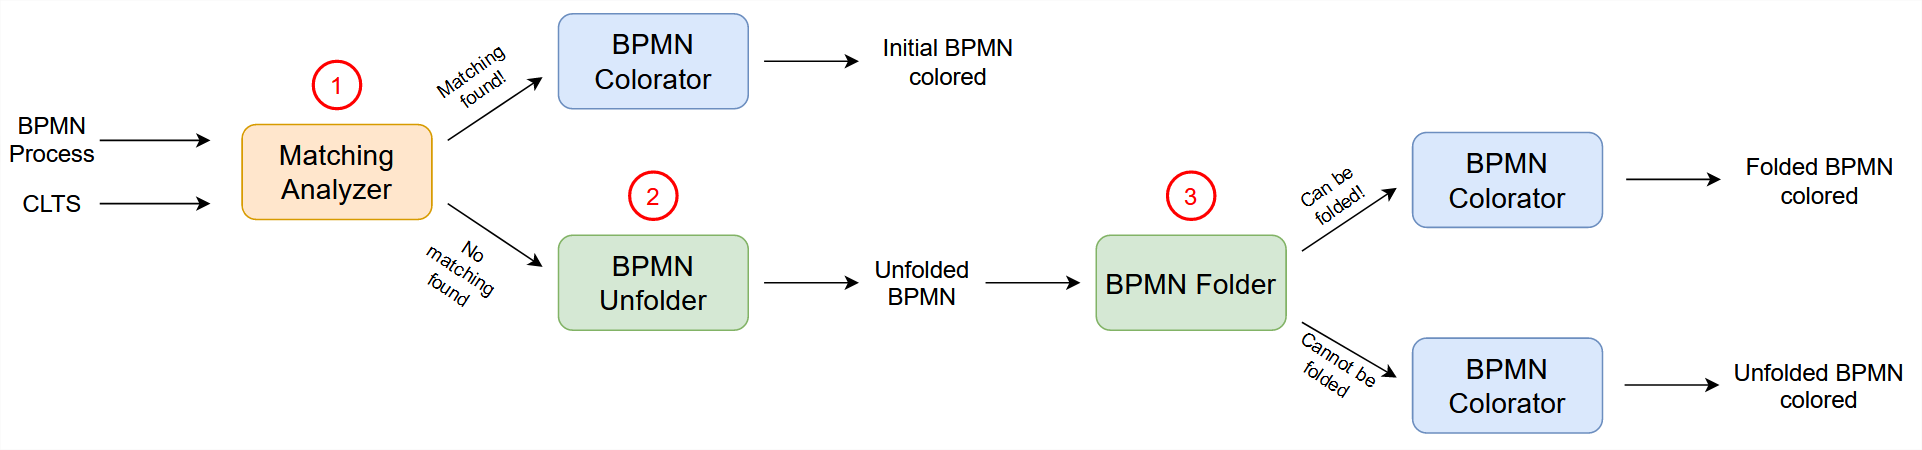 BPMN
Process
CLTS
1
Matching
Analyzer
Matching
found!
No
matching
found
BPMN
Colorator
Initial BPMN
colored
2
BPMN
Unfolder
Unfolded
BPMN
3
BPMN Folder
Can be
folded!
Cannot be
folded
BPMN
Colorator
Folded BPMN
colored
BPMN
Colorator
Unfolded BPMN
colored